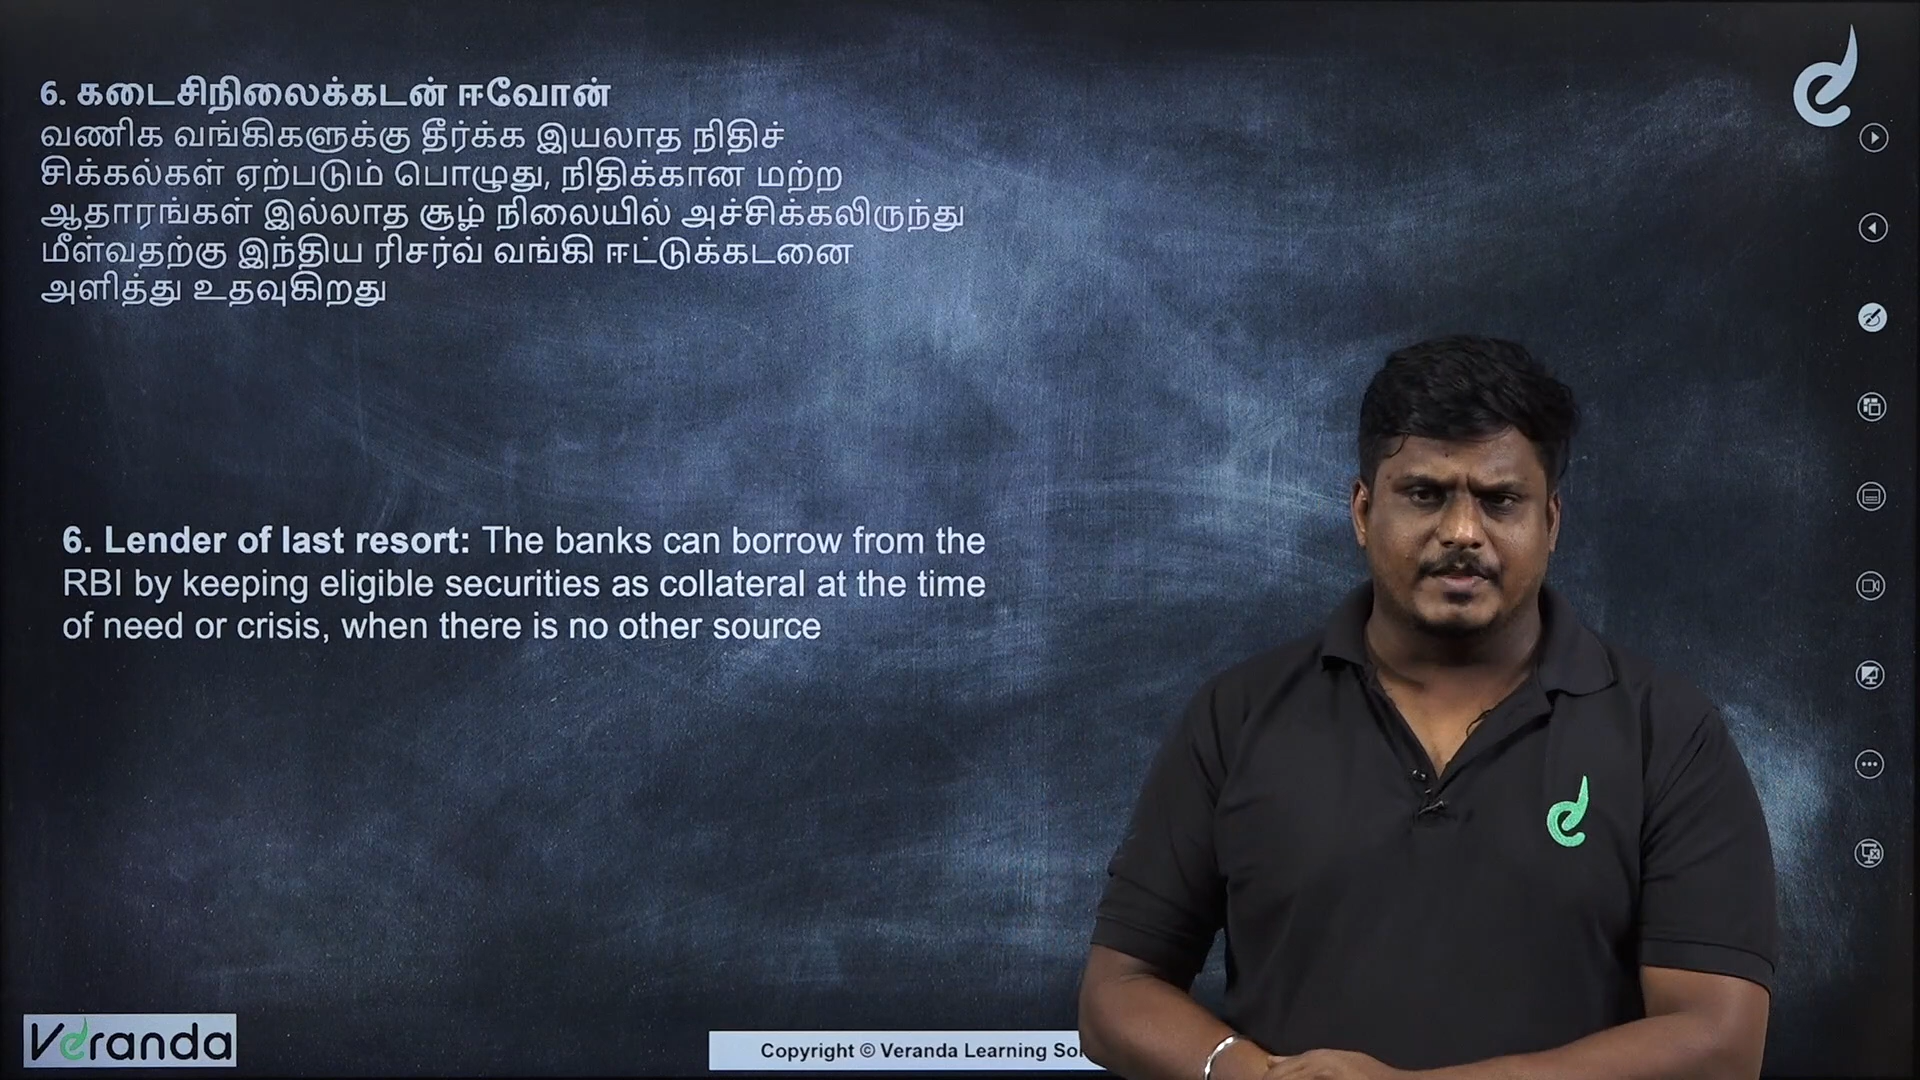 6. கடைசிநிலைக்கடன் ஈவோன்
வணிக வங்கிகளுக்கு தீர்க்க இயலாத நிதிச்
சிக்கல்கள் ஏற்படும் பொழுது, நிதிக்கான மற்ற
ஆதாரங்கள் இல்லாத சூழ் நிலையில் அச்சிக்கலிருந்து
மீள்வதற்கு இந்திய ரிசர்வ் வங்கி ஈட்டுக்கடனை
அளித்து உதவுகிறது
6. Lender of last resort: The banks can borrow from the
RBI by keeping eligible securities as collateral at the time
of need or crisis, when there is no other source
Veranda
Copyright © Veranda Learning